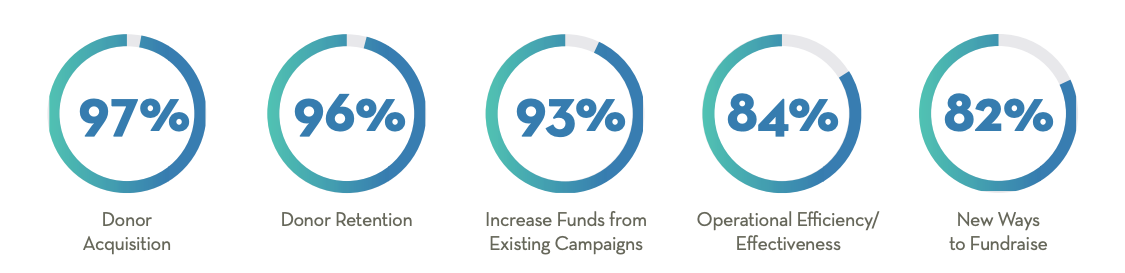 97%
Donor
Acquisition
96%
Donor Retention
93%
Increase Funds from
Existing Campaigns
84%
Operational Efficiency/
Effectiveness
82%
New Ways
to Fundraise